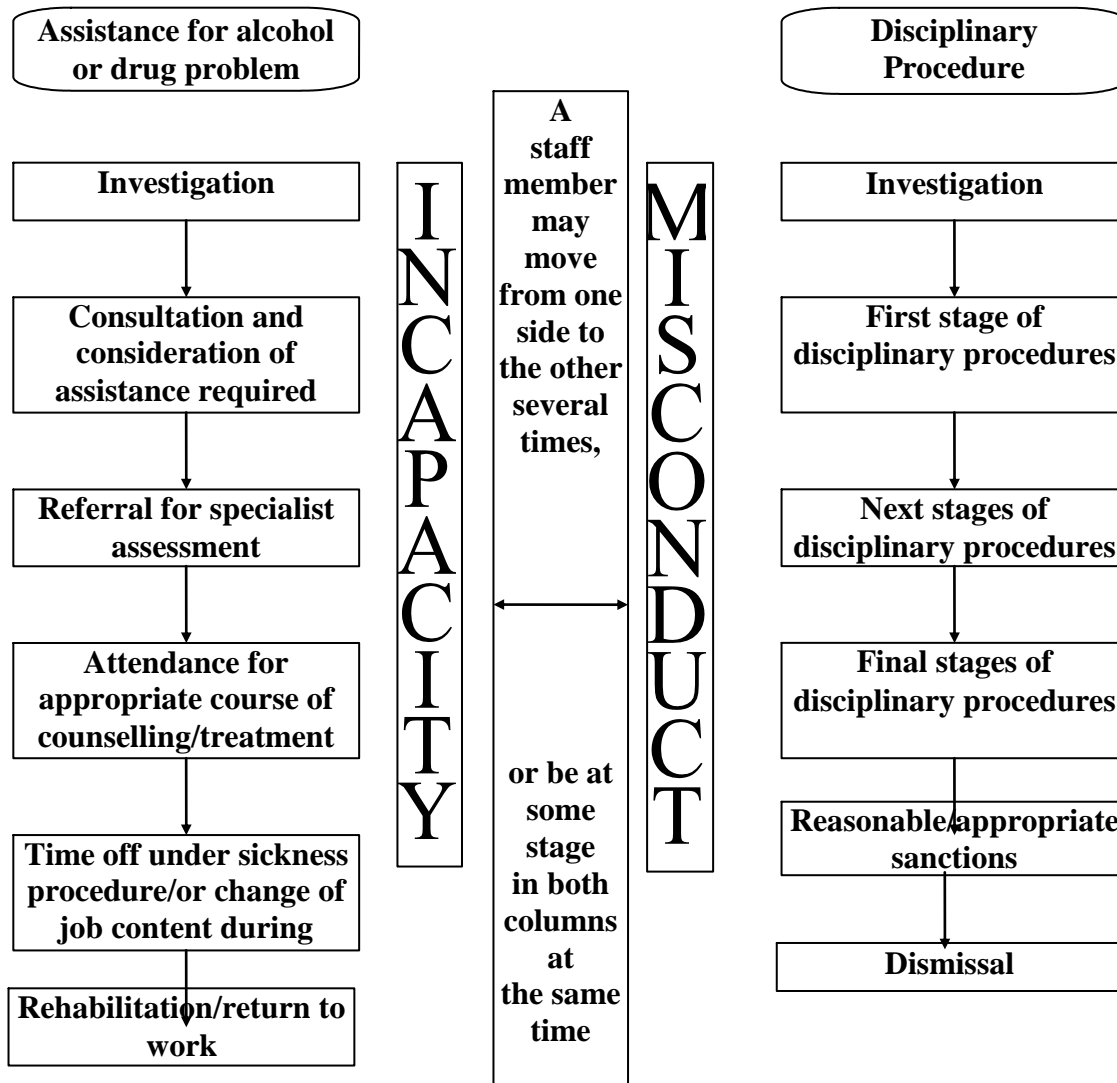 Assistance for alcohol
or drug problem
Investigation
Consultation and
consideration of
assistance required
Referral for specialist
assessment
Attendance for
appropriate course of
counselling/treatment
Time off under sickness
procedure/or change of
job content during
Rehabilitation/return to
work
INCAPACITY
A
staff
member
may
move
from one
side to
the other
several
times,
or be at
some
stage
in both
columns
at
the same
time
MISCONDUCT
Disciplinary
Procedure
Investigation
First stage of
disciplinary procedures
Next stages of
disciplinary procedures
Final stages of
disciplinary procedures
Reasonable/appropriate
sanctions
Dismissal